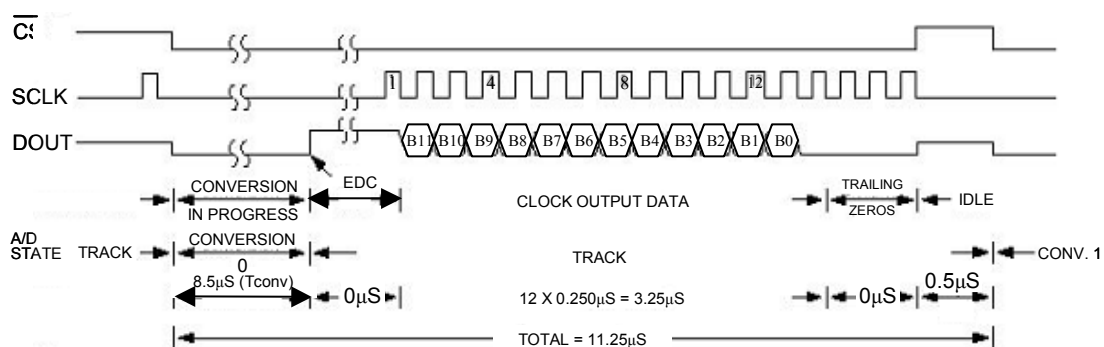 CS
SCLK 1 4 8 12
DOUT B11 B10 B9 B8 B7 B6 B5 B4 B3 B2 B1 B0
CONVERSION
IN PROGRESS
EDC
CLOCK OUTPUT DATA
TRAILING
ZEROS
IDLE
A/D
STATE
TRACK
CONVERSION
0
TRACK
CONV. 1
8.5µS (Tconv)
0µS
12 X 0.250µS = 3.25µS
0µS
0.5µS
TOTAL = 11.25µS